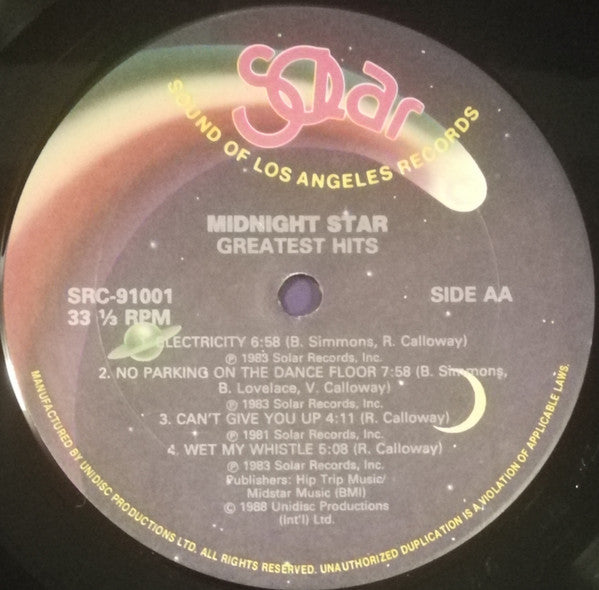 Solar
SOUND OF LOS ANGELES RECORDS
MIDNIGHT STAR
GREATEST HITS
SRC-91001
33 ⅓ RPM
SIDE AA
ELECTRICITY 6:58 (B. Simmons, R. Calloway)
℗ 1983 Solar Records, Inc.
2. NO PARKING ON THE DANCE FLOOR 7:58 (B. Simmons,
B. Lovelace, V. Calloway)
℗ 1983 Solar Records, Inc.
3. CAN'T GIVE YOU UP 4:11 (R. Calloway)
℗ 1981 Solar Records, Inc.
4. WET MY WHISTLE 5:08 (R. Calloway)
℗ 1983 Solar Records, Inc.
Publishers: Hip Trip Music/
Midstar Music (BMI)
© 1988 Unidisc Productions
(Int'l) Ltd.
MANUFACTURED BY UNIDISC PRODUCTIONS LTD. ALL RIGHTS RESERVED. UNAUTHORIZED DUPLICATION IS A VIOLATION OF APPLICABLE LAWS.